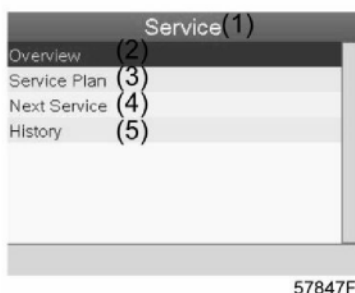 Service(1)
Overview (2)
Service Plan (3)
Next Service (4)
History (5)
57847F